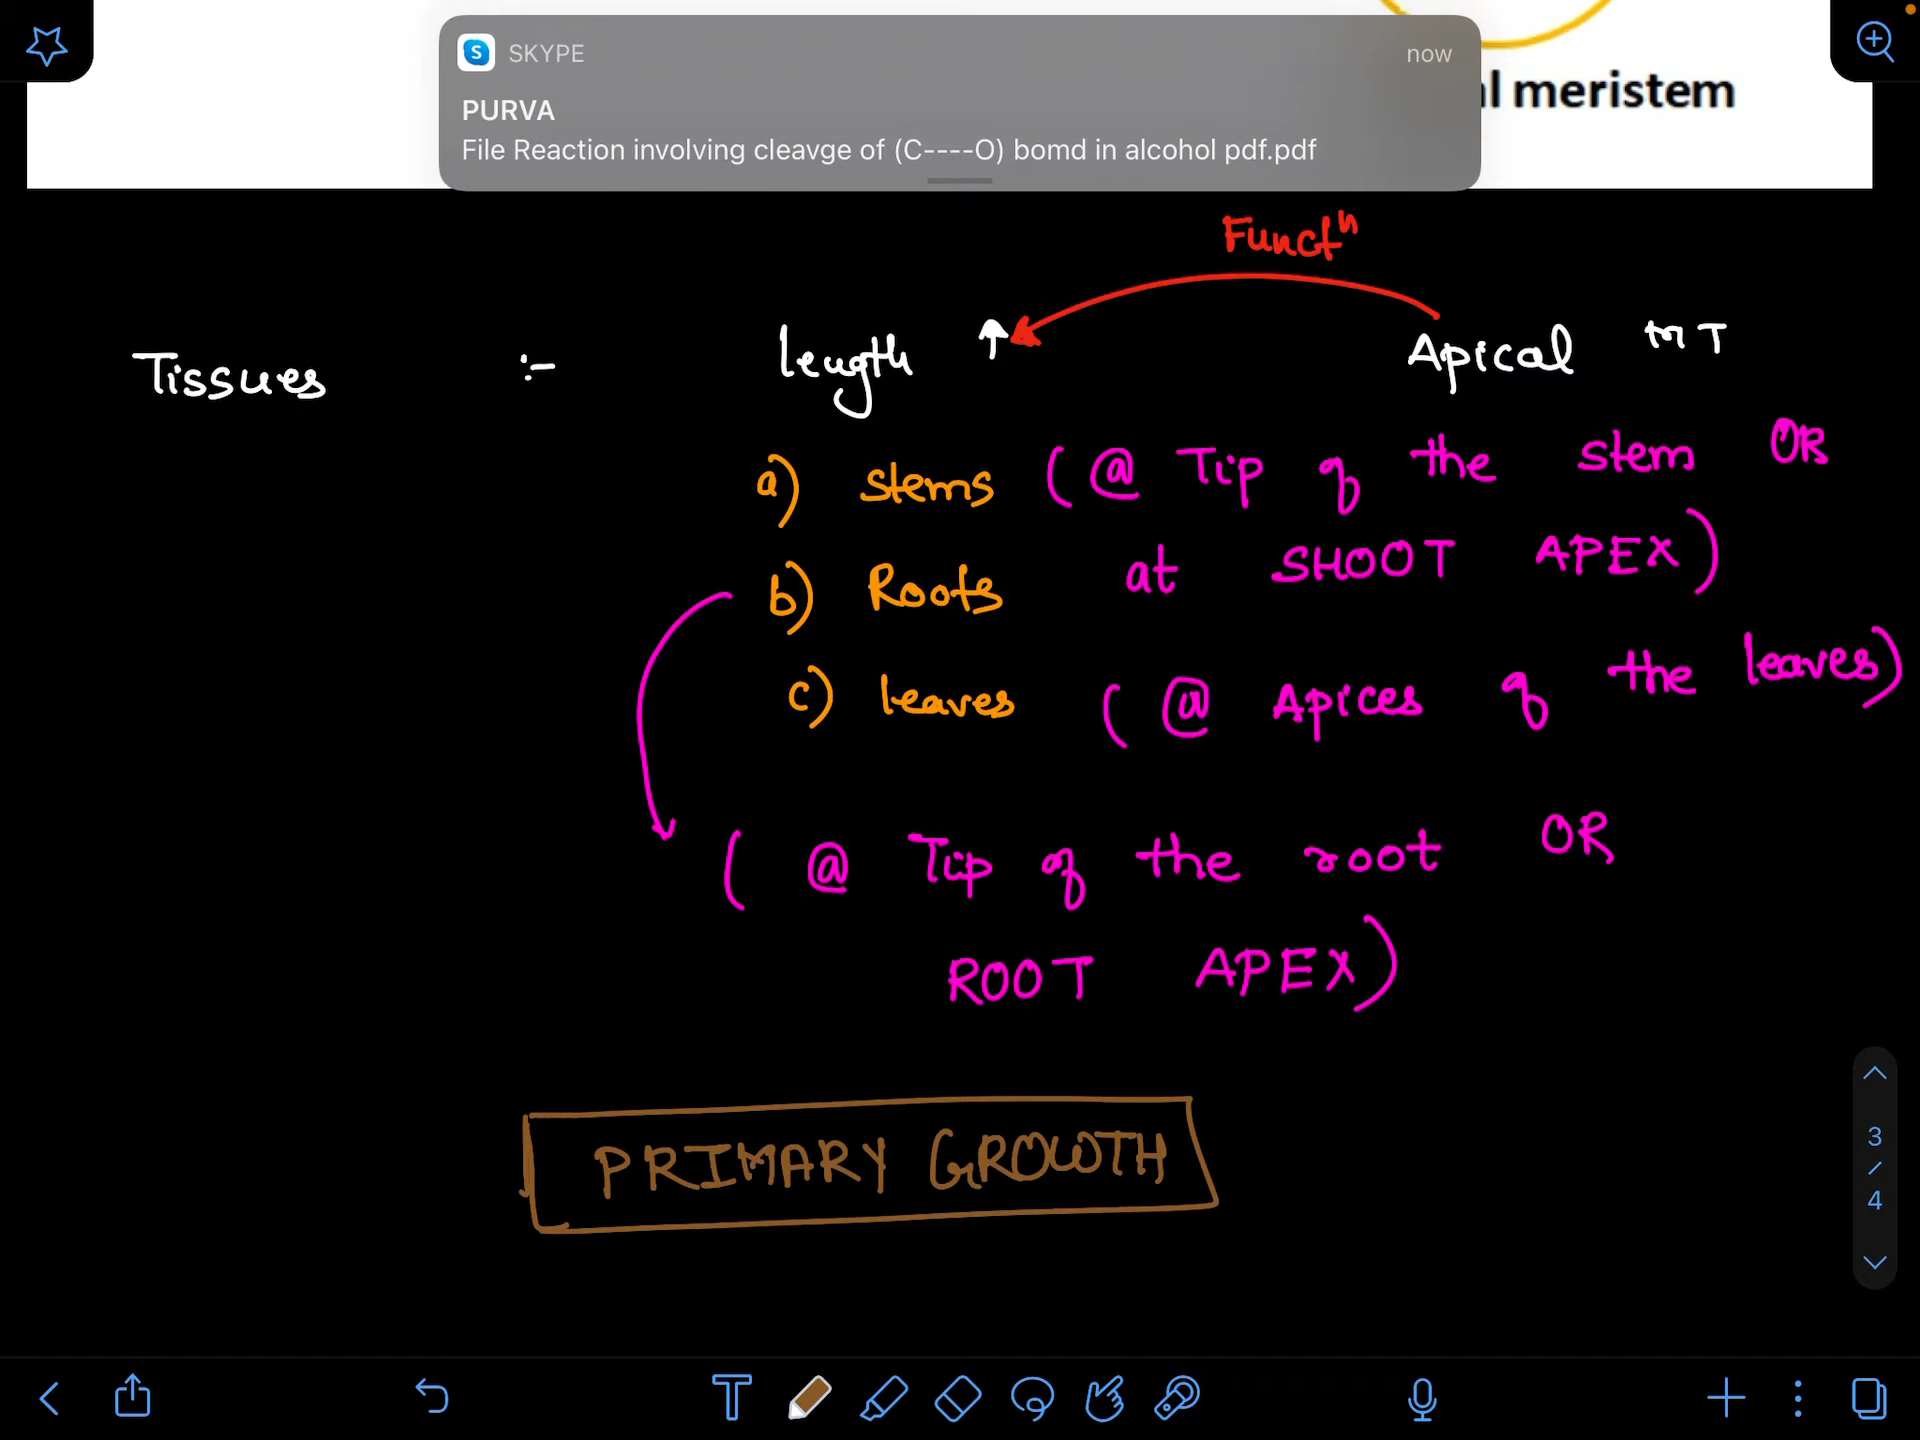 SKYPE now
PURVA
File Reaction involving cleavge of (C----O) bomd in alcohol pdf.pdf
l meristem
Functⁿ
Tissues :- length ↑ Apical MT
a) stems (@ Tip of the stem OR
at SHOOT APEX)
b) Roots
c) leaves (@ Apices of the leaves)
(@ Tip of the root OR
ROOT APEX)
PRIMARY GROWTH
3
/
4